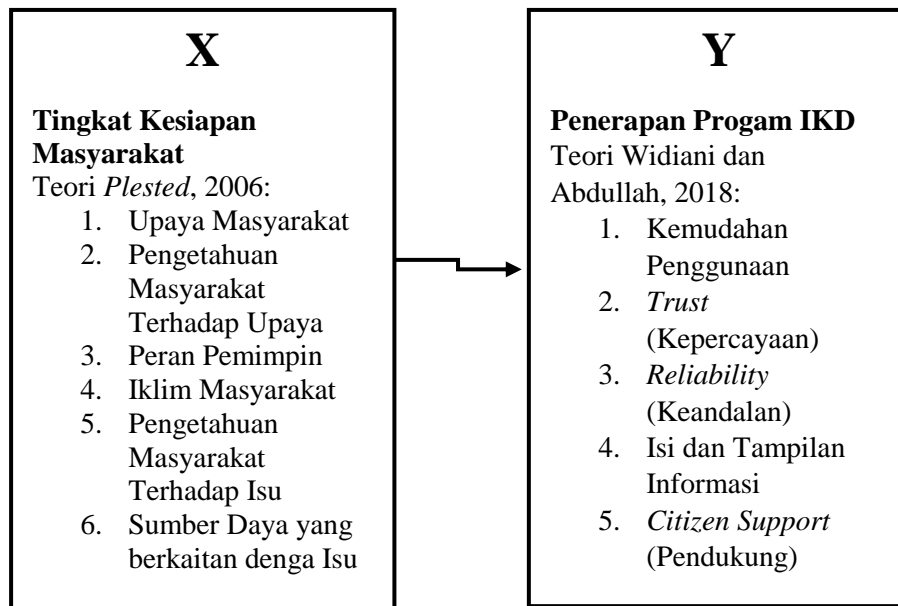 X
Tingkat Kesiapan
Masyarakat
Teori Plested, 2006:
1. Upaya Masyarakat
2. Pengetahuan
Masyarakat
Terhadap Upaya
3. Peran Pemimpin
4. Iklim Masyarakat
5. Pengetahuan
Masyarakat
Terhadap Isu
6. Sumber Daya yang
berkaitan denga Isu
Y
Penerapan Progam IKD
Teori Widiani dan
Abdullah, 2018:
1. Kemudahan
Penggunaan
2. Trust
(Kepercayaan)
3. Reliability
(Keandalan)
4. Isi dan Tampilan
Informasi
5. Citizen Support
(Pendukung)